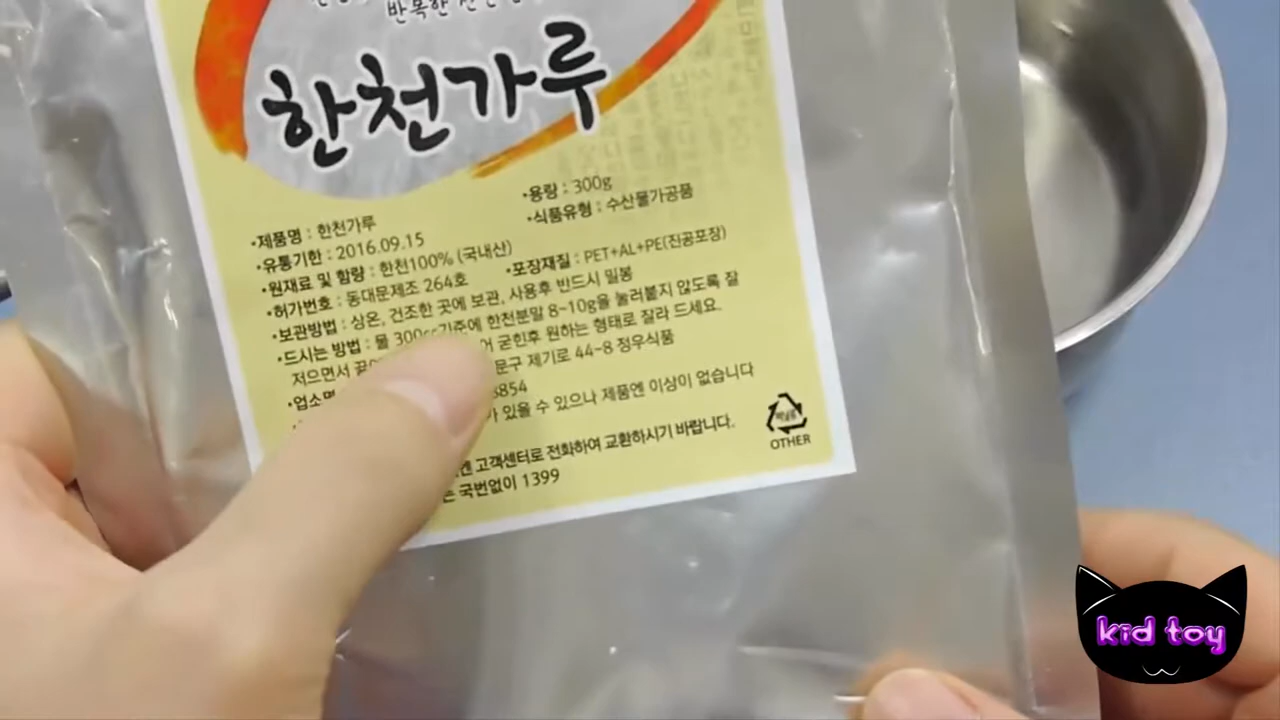 반복한
한천가루
•용량 : 300g
•식품유형 : 수산물가공품
•제품명 : 한천가루
•유통기한 : 2016.09.15
•원재료 및 함량 : 한천100% (국내산)
•포장재질 : PET+AL+PE(진공포장)
•허가번호 : 동대문제조 264호
•보관방법 : 상온, 건조한 곳에 보관, 사용후 반드시 밀봉
•드시는 방법 : 물 300cc기준에 한천분말 8~10g을 눌러붙지 않도록 잘
저으면서 어 굳힌후 원하는 형태로 잘라 드세요.
•업소명 문구 제기로 44-8 정우식품
6854
가 있을 수 있으나 제품엔 이상이 없습니다
고객센터로 전화하여 교환하시기 바랍니다.
는 국번없이 1399
OTHER
kid toy